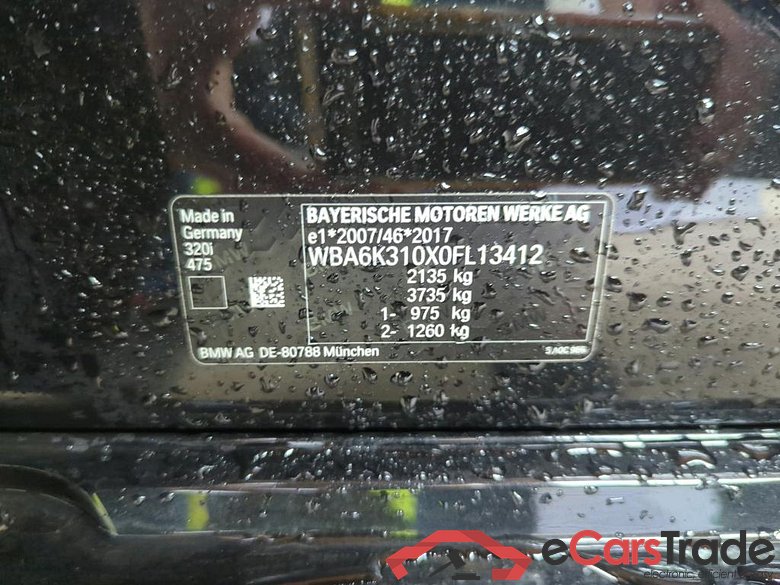 Made in
Germany
320i
475
BAYERISCHE MOTOREN WERKE AG
e1*2007/46*2017
WBA6K310X0FL13412
2135 kg
3735 kg
1- 975 kg
2- 1260 kg
BMW AG DE-80788 München
eCarsTrade